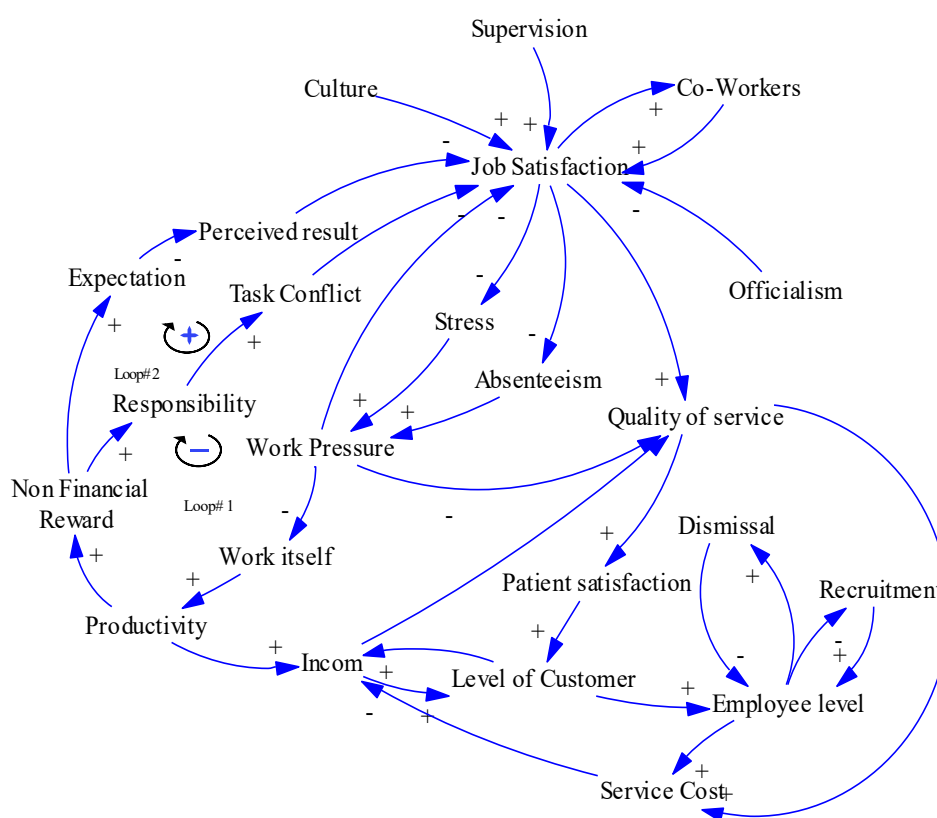 Supervision
Culture
Co-Workers
+
+
+
-
+
Job Satisfaction
-
-
-
Perceived result
-
Expectation
Task Conflict
-
Officialism
Stress
+
+
+
-
Loop#2
Absenteeism
+
Responsibility
+
+
Quality of service
Work Pressure
-
+
Non Financial
Reward
Loop#1
-
-
Dismissal
+
+
Work itself
+
Patient satisfaction
+
Recruitment
Productivity
+
+
-
+
-
Incom
+
Level of Customer
+
Employee level
-
+
+
Service Cost
+